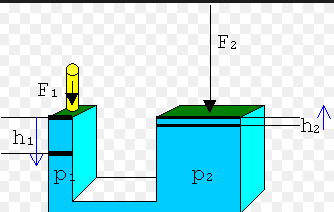 F₂
F₁
h₁
h₂
p₁
p₂